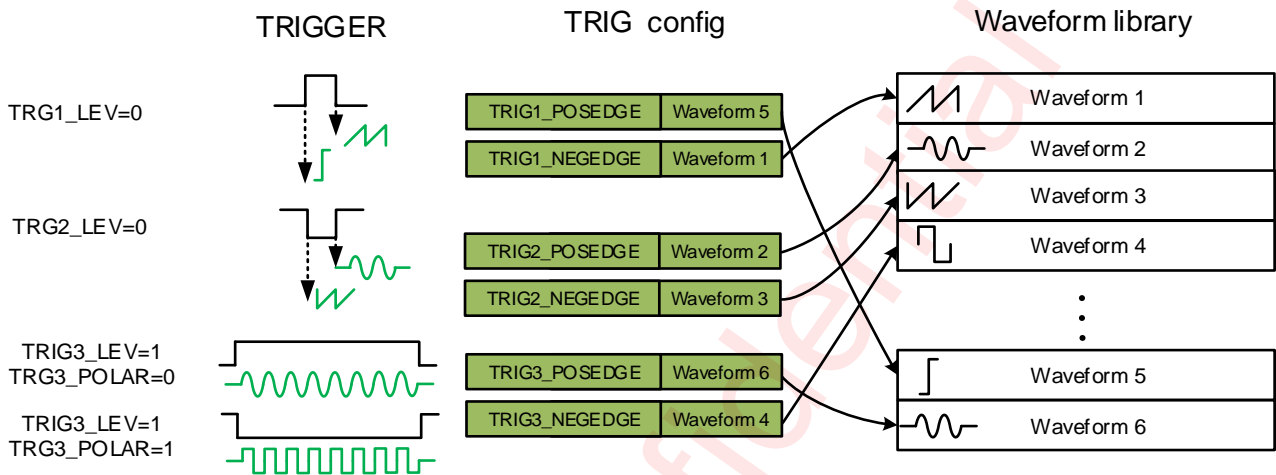 TRIGGER
TRIG config
Waveform library
TRG1_LEV=0
TRIG1_POSEDGE Waveform 5
TRIG1_NEGEDGE Waveform 1
TRG2_LEV=0
TRIG2_POSEDGE Waveform 2
TRIG2_NEGEDGE Waveform 3
TRIG3_LEV=1
TRG3_POLAR=0
TRIG3_LEV=1
TRG3_POLAR=1
TRIG3_POSEDGE Waveform 6
TRIG3_NEGEDGE Waveform 4
Waveform 1
Waveform 2
Waveform 3
Waveform 4
Waveform 5
Waveform 6
fidential